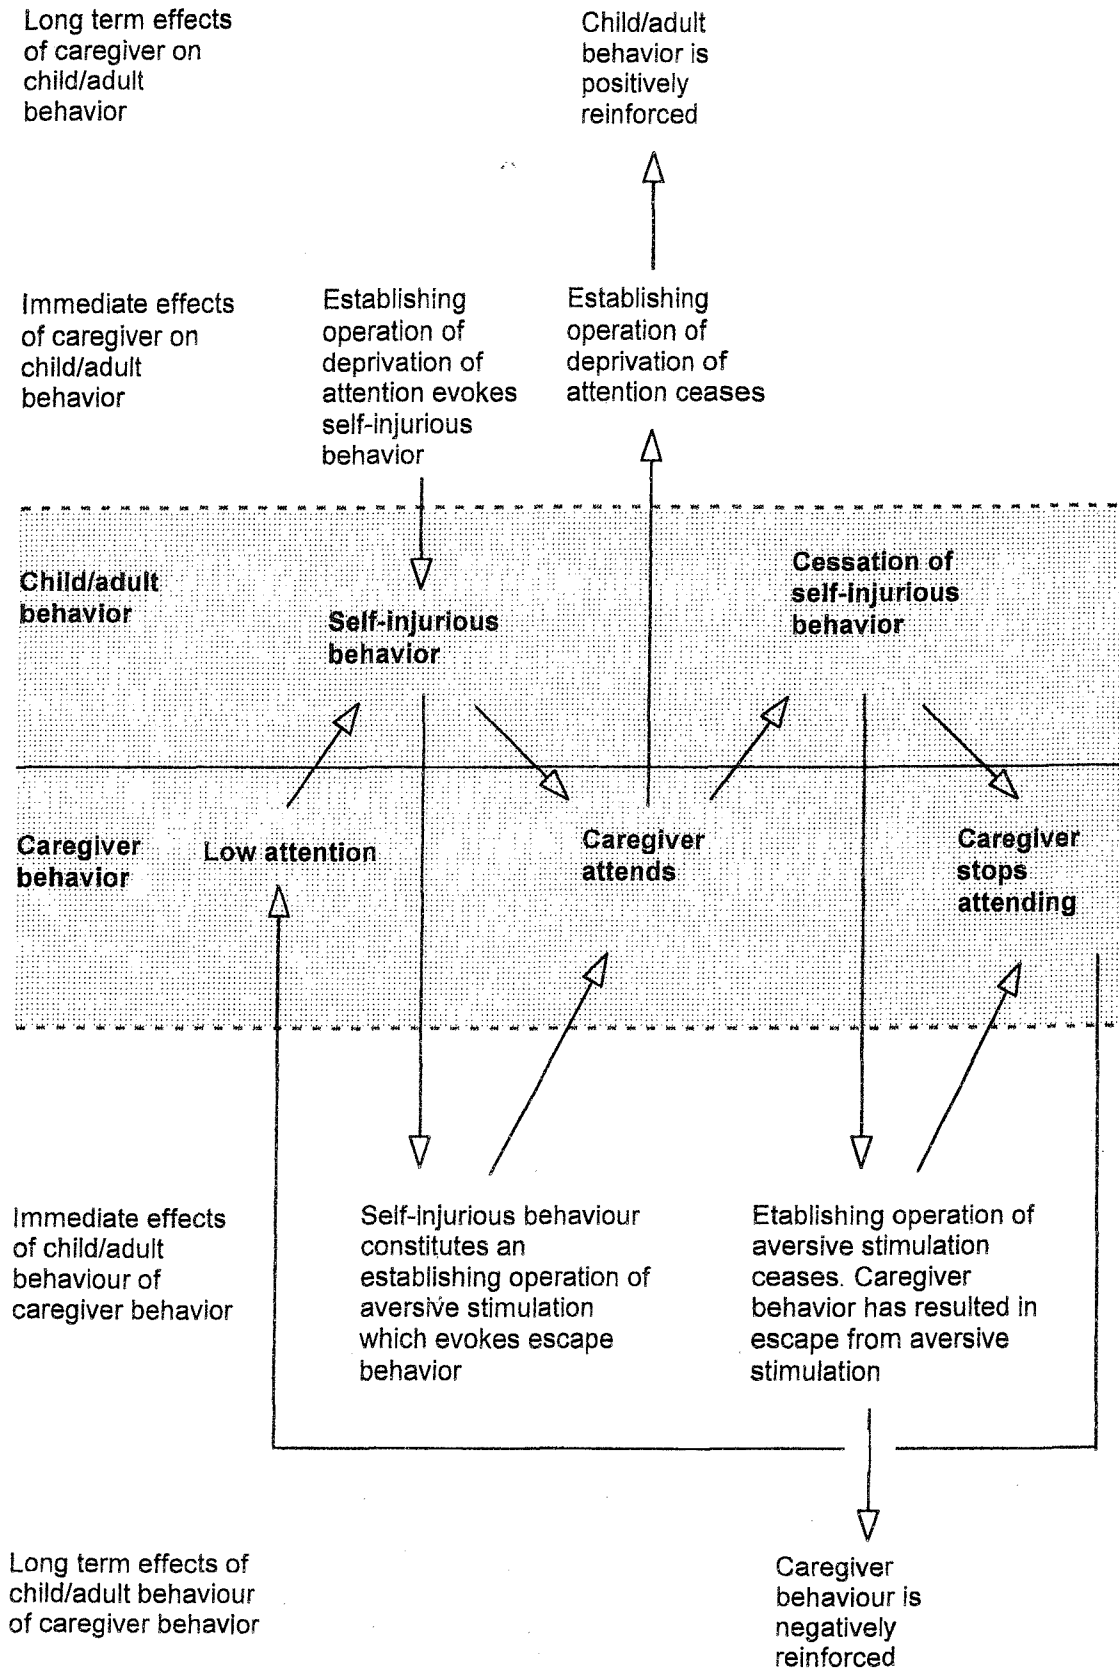 Long term effects
of caregiver on
child/adult
behavior
Child/adult
behavior is
positively
reinforced
Immediate effects
of caregiver on
child/adult
behavior
Establishing
operation of
deprivation of
attention evokes
self-injurious
behavior
Establishing
operation of
deprivation of
attention ceases
Child/adult
behavior
Self-injurious
behavior
Cessation of
self-injurious
behavior
Caregiver
behavior
Low attention
Caregiver
attends
Caregiver
stops
attending
Immediate effects
of child/adult
behaviour of
caregiver behavior
Self-injurious behaviour
constitutes an
establishing operation of
aversive stimulation
which evokes escape
behavior
Etablishing operation of
aversive stimulation
ceases. Caregiver
behavior has resulted in
escape from aversive
stimulation
Long term effects of
child/adult behaviour
of caregiver behavior
Caregiver
behaviour is
negatively
reinforced